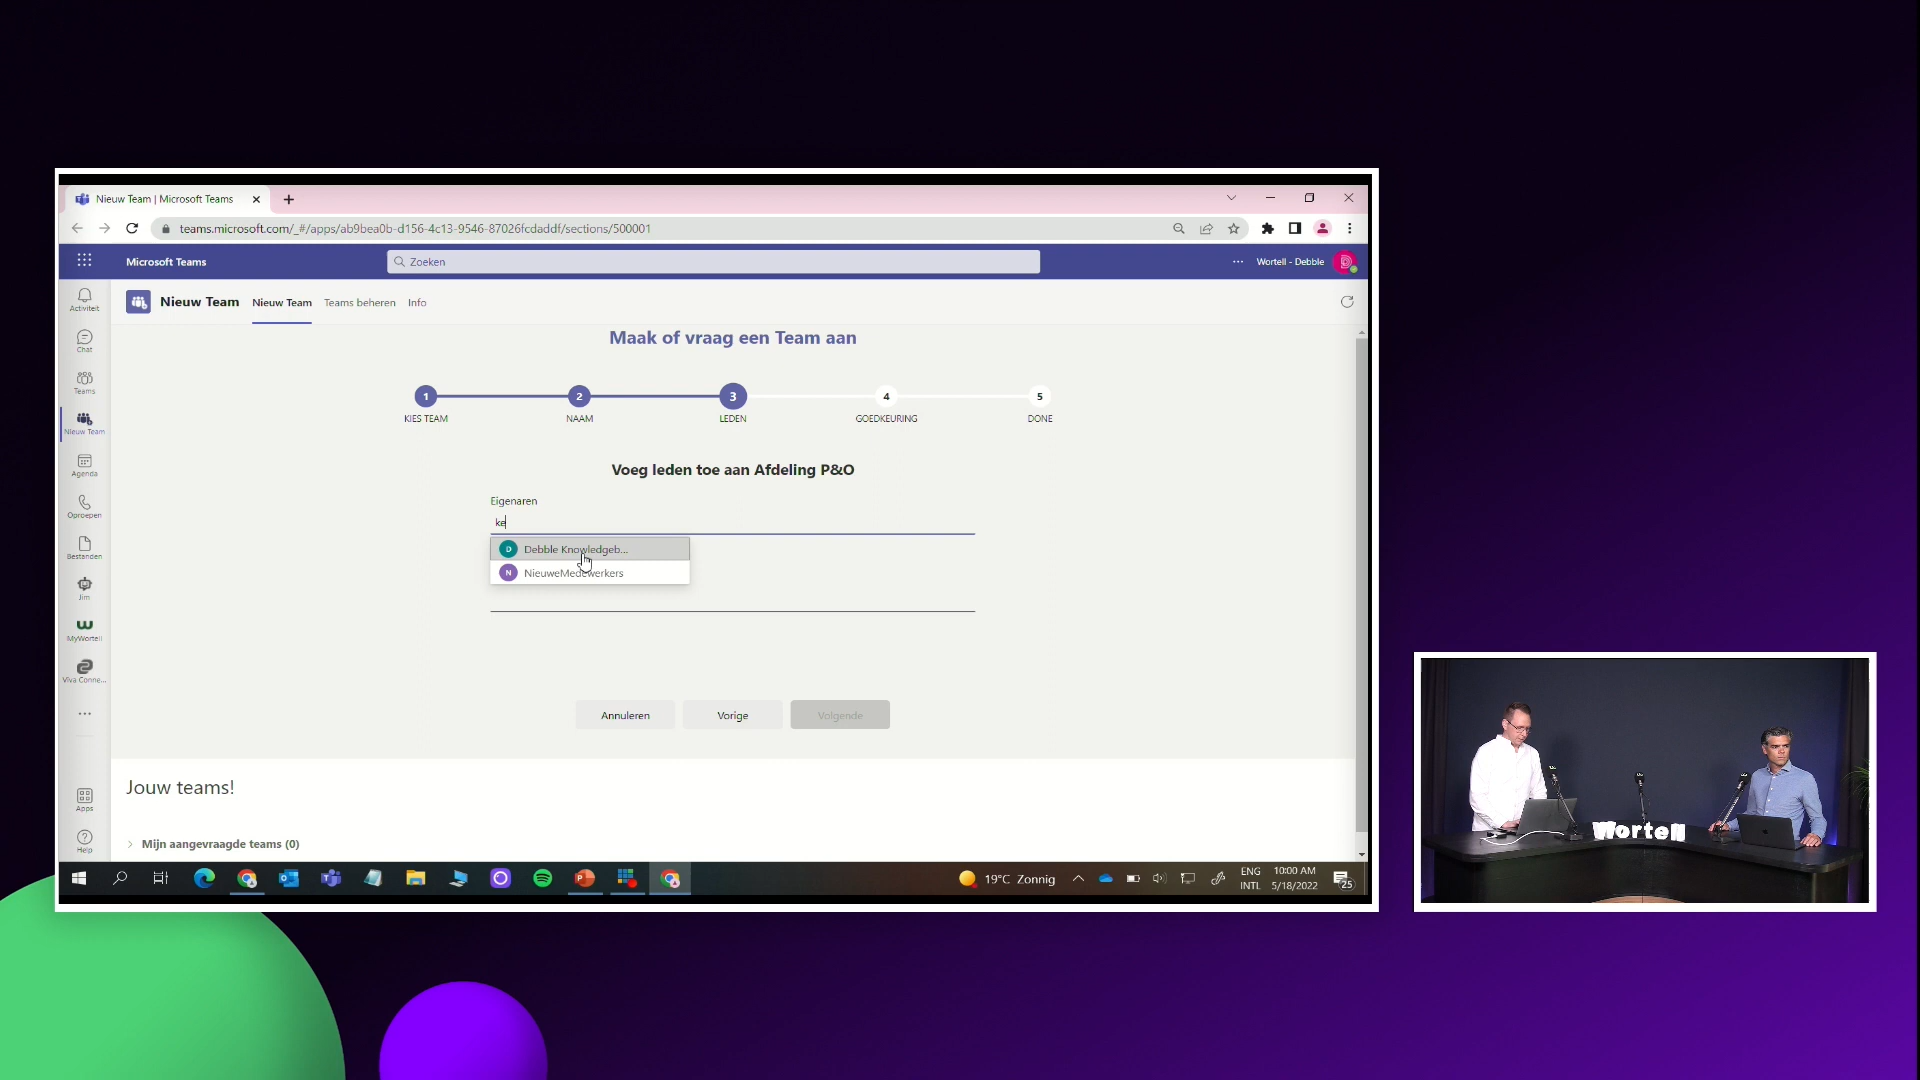 Nieuw Team | Microsoft Teams
teams.microsoft.com/_#/apps/ab9bea0b-d156-4c13-9546-87026fcdaddf/sections/500001
Microsoft Teams
Zoeken
Wortell - Debble
Nieuw Team
Nieuw Team
Teams beheren
Info
Activiteit
Chat
Teams
Nieuw Team
Agenda
Oproepen
Bestanden
Jim
MyWortell
Viva Conne...
Apps
Help
Maak of vraag een Team aan
1
2
3
4
5
KIES TEAM
NAAM
LEDEN
GOEDKEURING
DONE
Voeg leden toe aan Afdeling P&O
Eigenaren
ke
D
Debble Knowledgeb...
N
NieuweMedewerkers
Annuleren
Vorige
Volgende
Jouw teams!
Mijn aangevraagde teams (0)
19°C Zonnig
ENG
INTL
10:00 AM
5/18/2022
25
Wortell